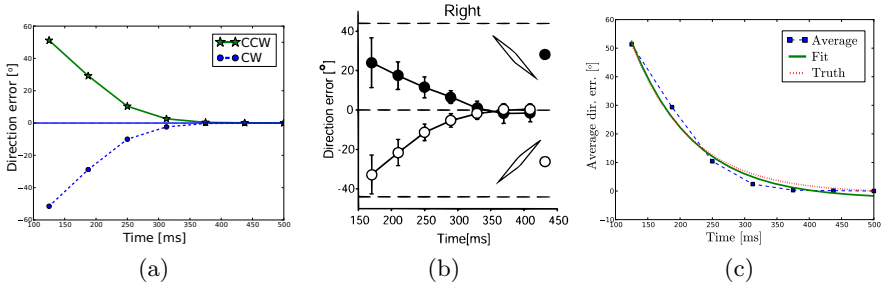 60
40
20
0
−20
−40
−60
100 150 200 250 300 350 400 450 500
Direction error [°]
Time [ms]
CCW
CW
(a)
Right
40
20
0
-20
-40
150 200 250 300 350 400 450
Direction error [°]
Time[ms]
(b)
60
50
40
30
20
10
0
−10
100 150 200 250 300 350 400 450 500
Average dir. err. [°]
Time [ms]
Average
Fit
Truth
(c)